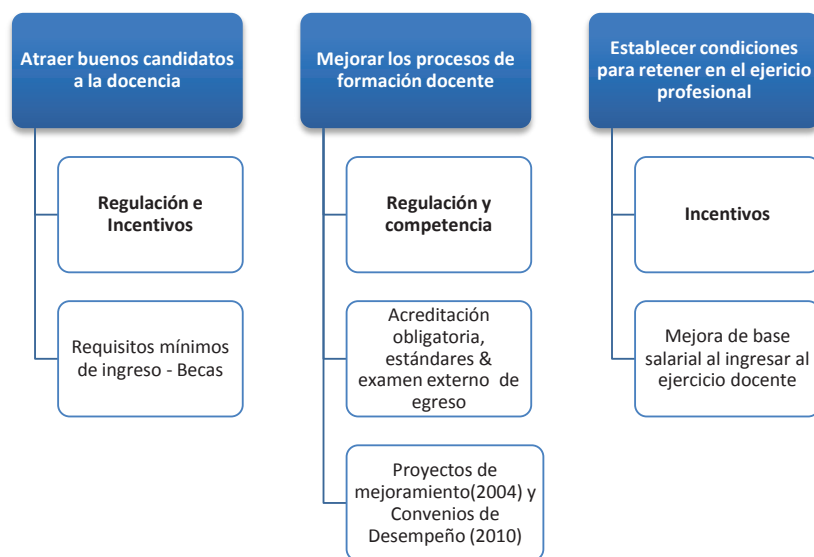 Atraer buenos candidatos
a la docencia
Regulación e
Incentivos
Requisitos mínimos
de ingreso - Becas
Mejorar los procesos de
formación docente
Regulación y
competencia
Acreditación
obligatoria,
estándares &
examen externo de
egreso
Proyectos de
mejoramiento(2004) y
Convenios de
Desempeño (2010)
Establecer condiciones
para retener en el ejericio
profesional
Incentivos
Mejora de base
salarial al ingresar al
ejercicio docente